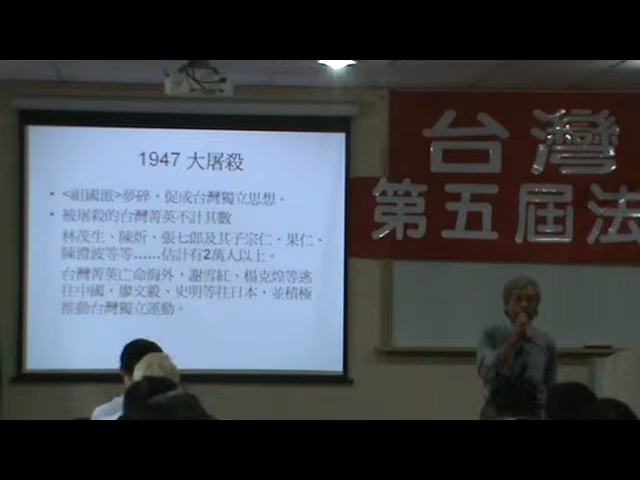 1947 大屠殺
• <祖國派>夢碎，促成台灣獨立思想。
• 被屠殺的台灣菁英不計其數
林茂生、陳炘、張七郎及其子宗仁、果仁、
陳澄波等等……估計有2萬人以上。
台灣菁英亡命海外，謝雪紅、楊克煌等逃
往中國，廖文毅、史明等往日本，並積極
推動台灣獨立運動。
台灣
第五屆法